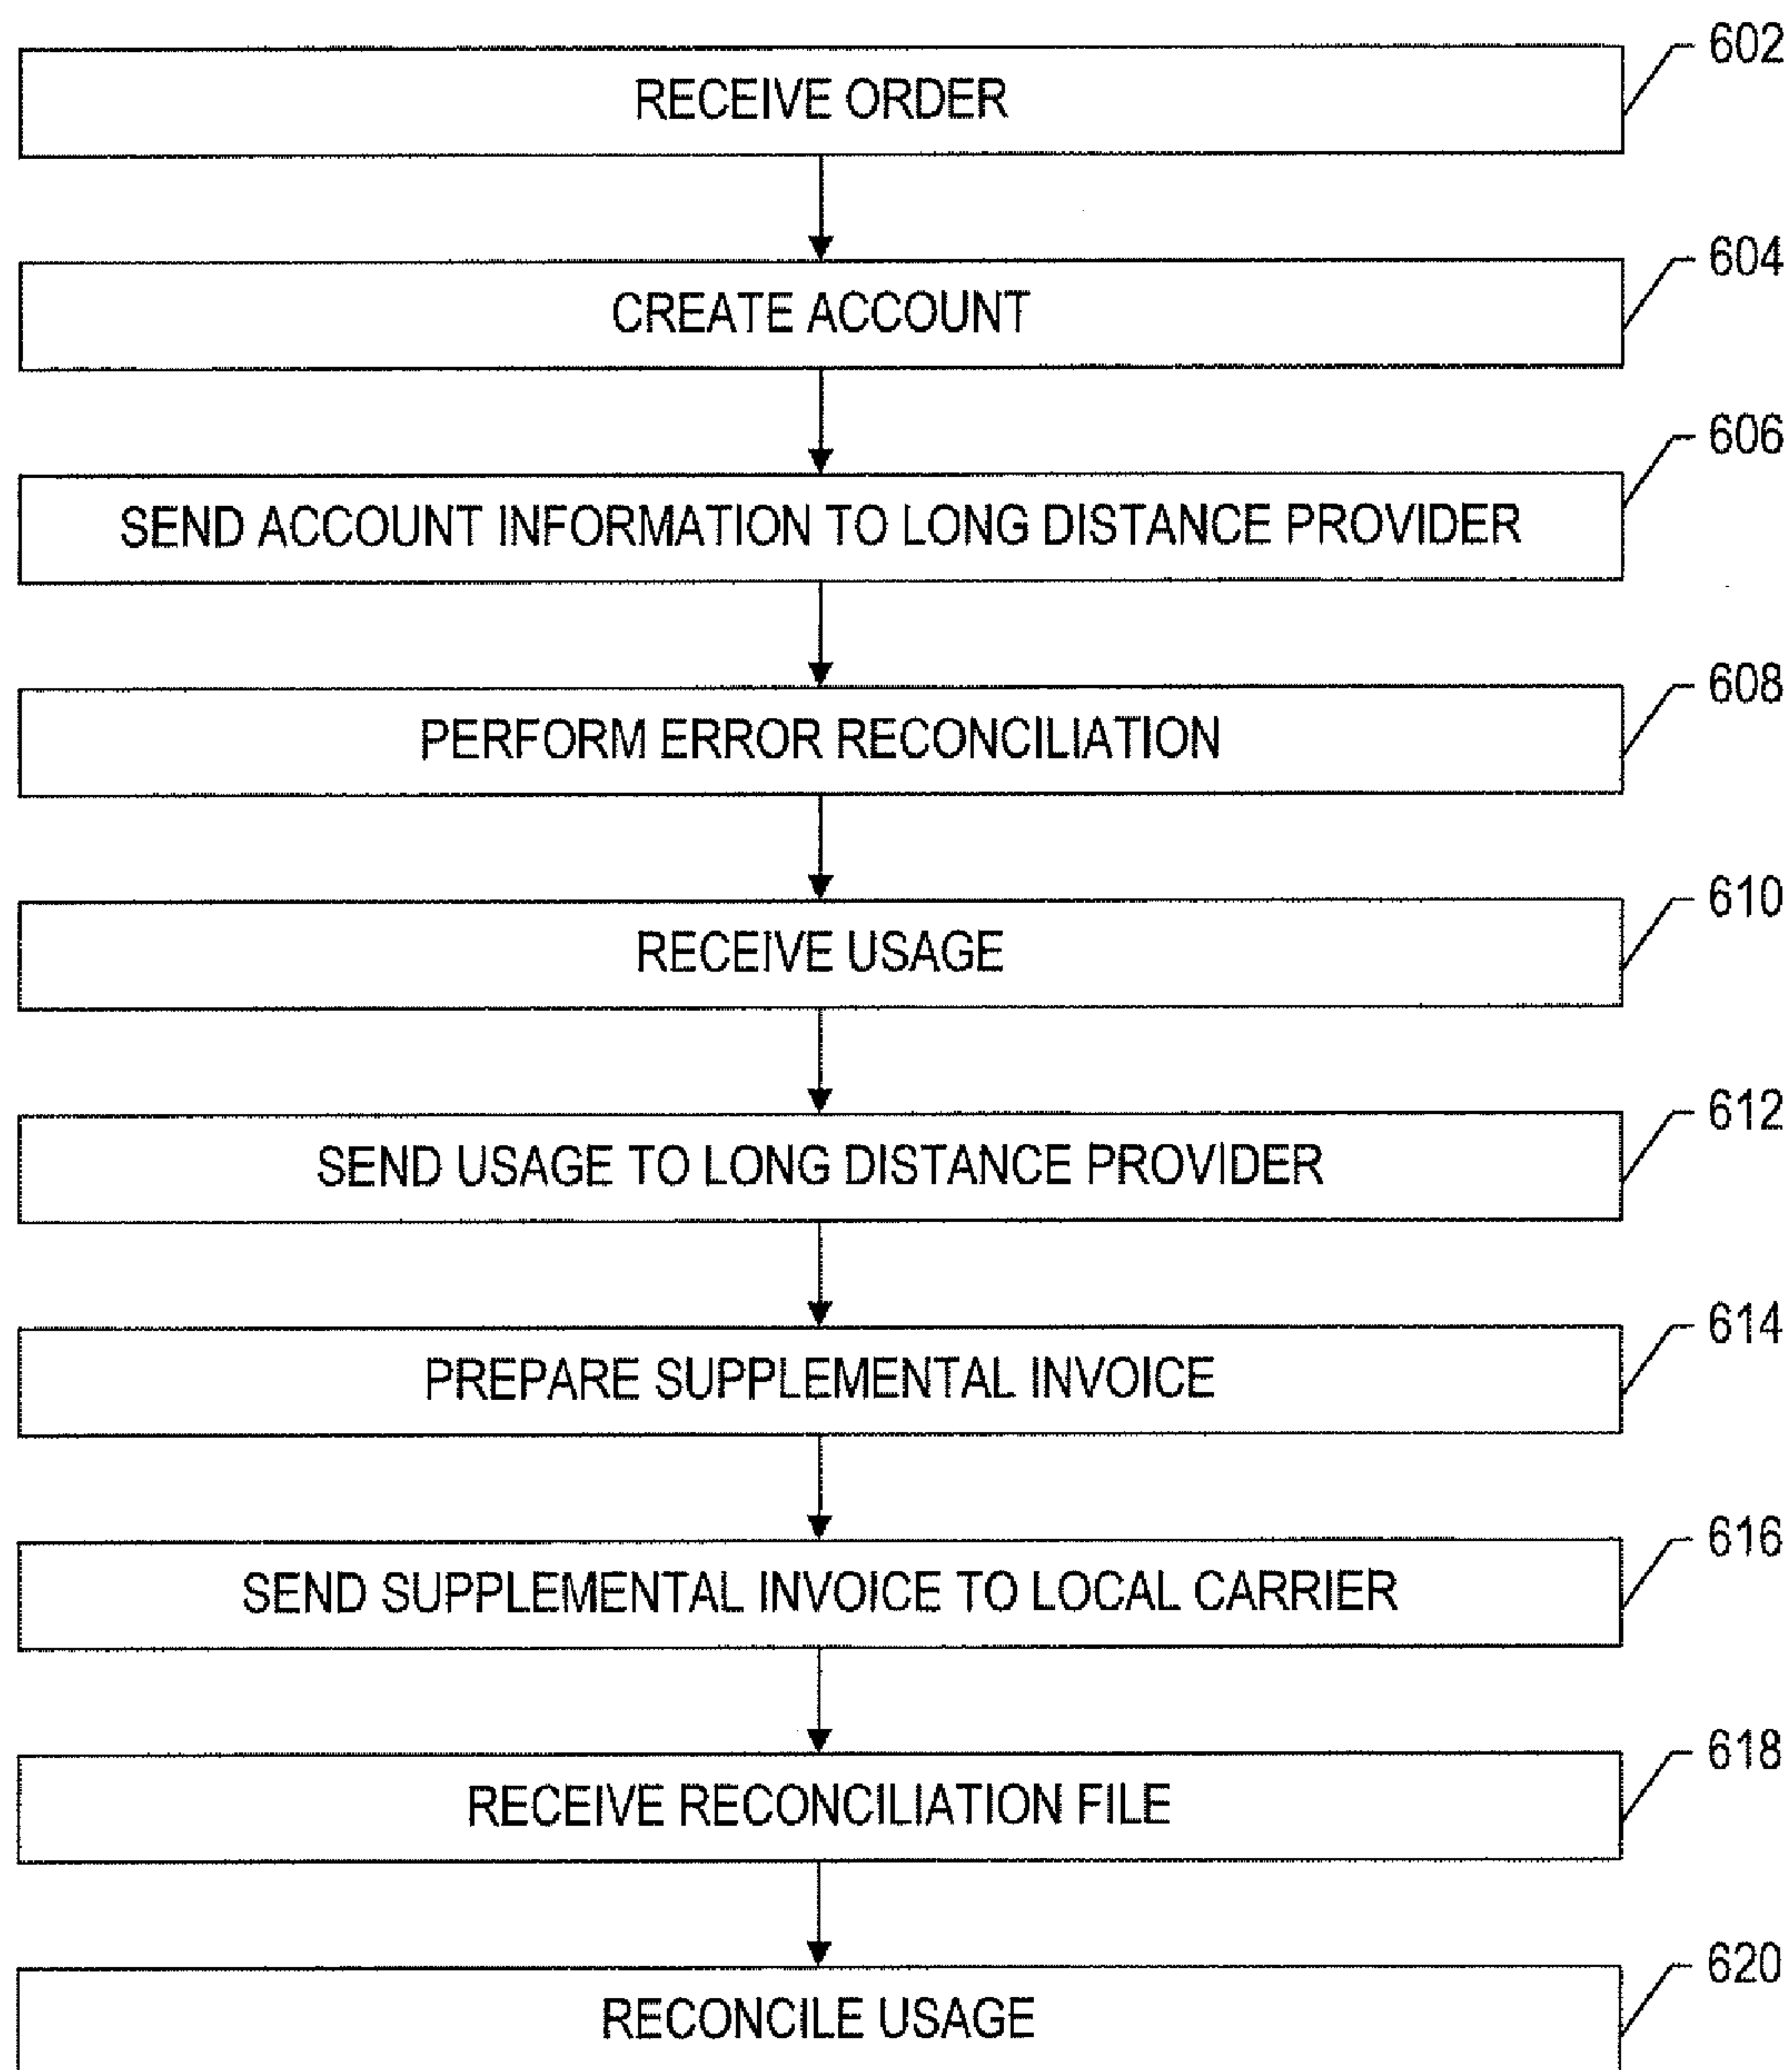 602
RECEIVE ORDER
604
CREATE ACCOUNT
606
SEND ACCOUNT INFORMATION TO LONG DISTANCE PROVIDER
608
PERFORM ERROR RECONCILIATION
610
RECEIVE USAGE
612
SEND USAGE TO LONG DISTANCE PROVIDER
614
PREPARE SUPPLEMENTAL INVOICE
616
SEND SUPPLEMENTAL INVOICE TO LOCAL CARRIER
618
RECEIVE RECONCILIATION FILE
620
RECONCILE USAGE